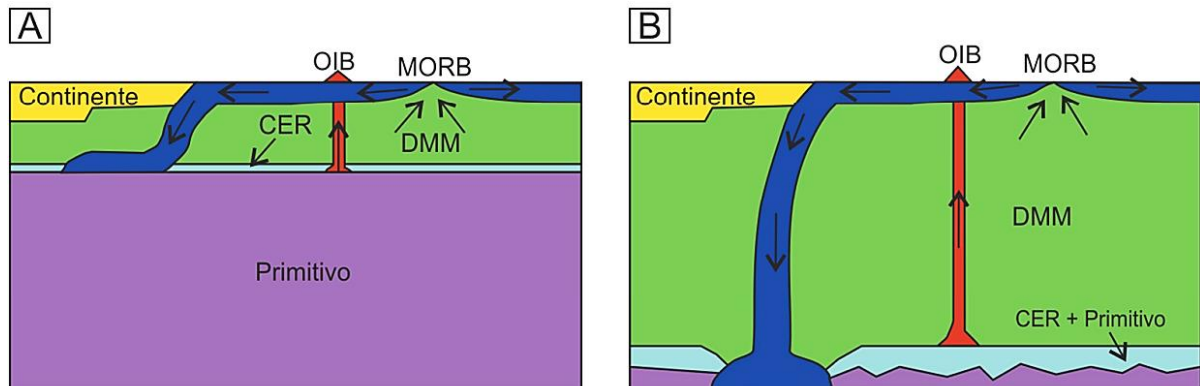 A
OIB
MORB
Continente
CER
DMM
Primitivo
B
OIB
MORB
Continente
DMM
CER + Primitivo